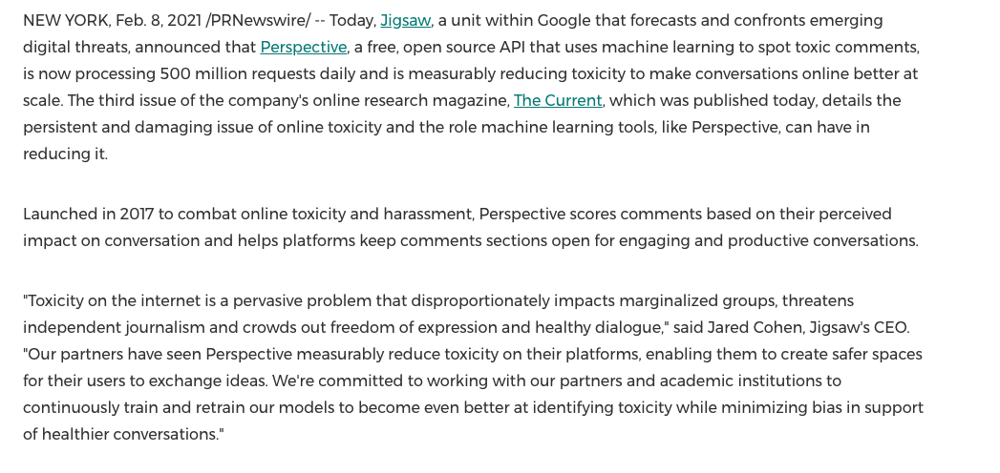 NEW YORK, Feb. 8, 2021 /PRNewswire/ -- Today, Jigsaw, a unit within Google that forecasts and confronts emerging
digital threats, announced that Perspective, a free, open source API that uses machine learning to spot toxic comments,
is now processing 500 million requests daily and is measurably reducing toxicity to make conversations online better at
scale. The third issue of the company's online research magazine, The Current, which was published today, details the
persistent and damaging issue of online toxicity and the role machine learning tools, like Perspective, can have in
reducing it.
Launched in 2017 to combat online toxicity and harassment, Perspective scores comments based on their perceived
impact on conversation and helps platforms keep comments sections open for engaging and productive conversations.
"Toxicity on the internet is a pervasive problem that disproportionately impacts marginalized groups, threatens
independent journalism and crowds out freedom of expression and healthy dialogue," said Jared Cohen, Jigsaw's CEO.
"Our partners have seen Perspective measurably reduce toxicity on their platforms, enabling them to create safer spaces
for their users to exchange ideas. We're committed to working with our partners and academic institutions to
continuously train and retrain our models to become even better at identifying toxicity while minimizing bias in support
of healthier conversations."